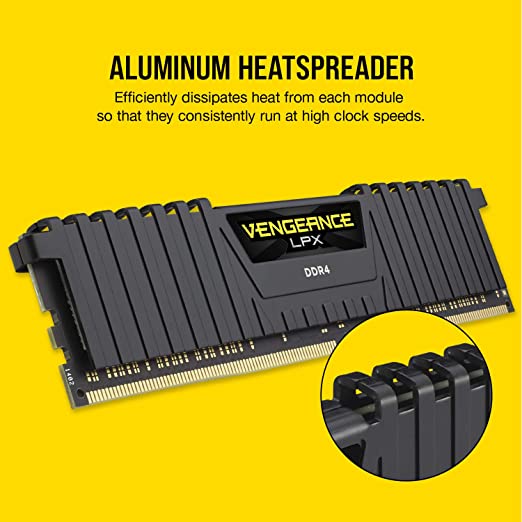 ALUMINUM HEATSPREADER
Efficiently dissipates heat from each module
so that they consistently run at high clock speeds.
VENGEANCE
LPX
DDR4
1402